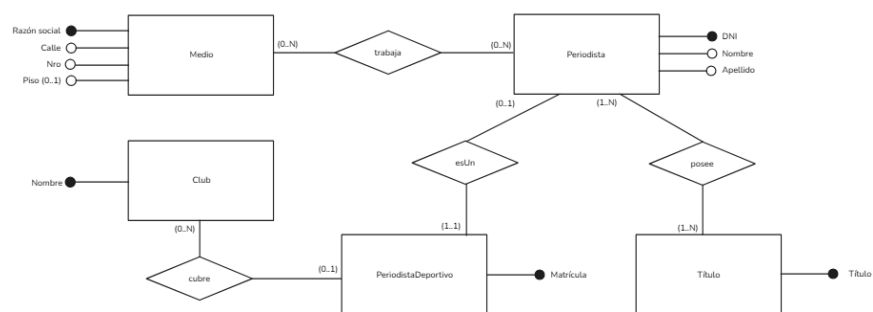 Razón social
Calle
Nro
Piso (0..1)
Medio
(0..N)
trabaja
(0..N)
Periodista
DNI
Nombre
Apellido
(0..1)
(1..N)
Nombre
Club
esUn
posee
(0..N)
(1..1)
(1..N)
cubre
(0..1)
PeriodistaDeportivo
Matrícula
Título
Título